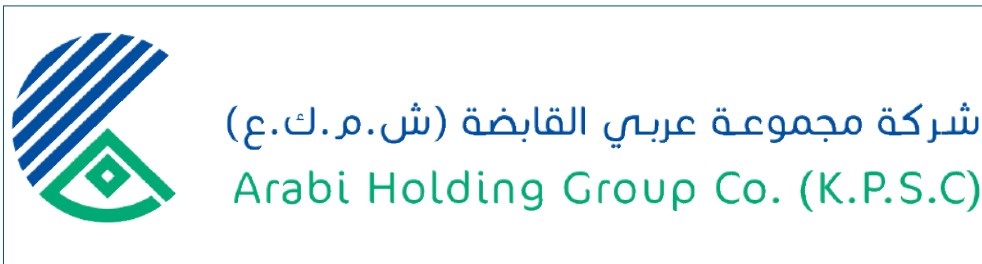 شركة مجموعة عربي القابضة (ش.م.ك.ع)
Arabi Holding Group Co. (K.P.S.C)